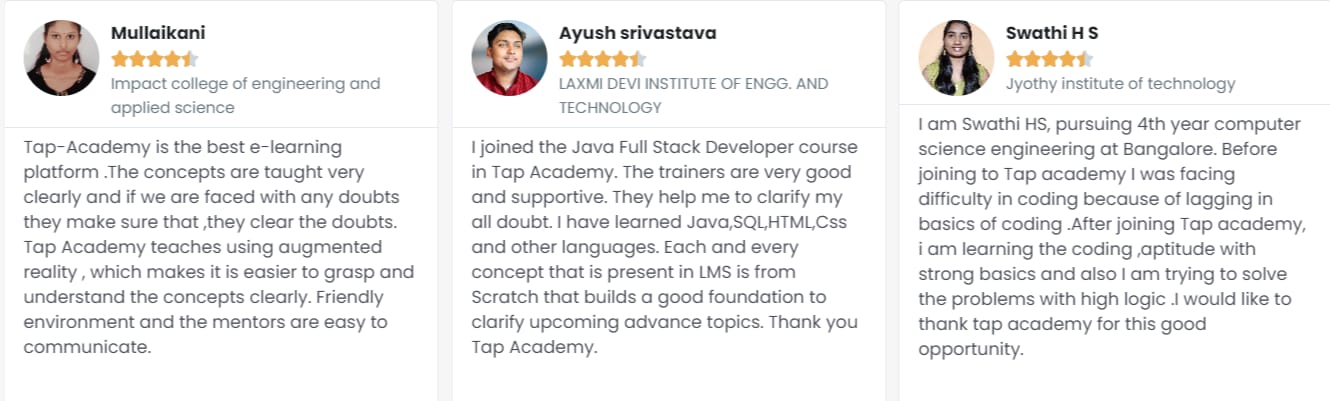 Mullaikani
Impact college of engineering and
applied science
Tap-Academy is the best e-learning
platform .The concepts are taught very
clearly and if we are faced with any doubts
they make sure that ,they clear the doubts.
Tap Academy teaches using augmented
reality , which makes it is easier to grasp and
understand the concepts clearly. Friendly
environment and the mentors are easy to
communicate.
Ayush srivastava
LAXMI DEVI INSTITUTE OF ENGG. AND
TECHNOLOGY
I joined the Java Full Stack Developer course
in Tap Academy. The trainers are very good
and supportive. They help me to clarify my
all doubt. I have learned Java,SQL,HTML,Css
and other languages. Each and every
concept that is present in LMS is from
Scratch that builds a good foundation to
clarify upcoming advance topics. Thank you
Tap Academy.
Swathi H S
Jyothy institute of technology
I am Swathi HS, pursuing 4th year computer
science engineering at Bangalore. Before
joining to Tap academy I was facing
difficulty in coding because of lagging in
basics of coding .After joining Tap academy,
i am learning the coding ,aptitude with
strong basics and also I am trying to solve
the problems with high logic .I would like to
thank tap academy for this good
opportunity.